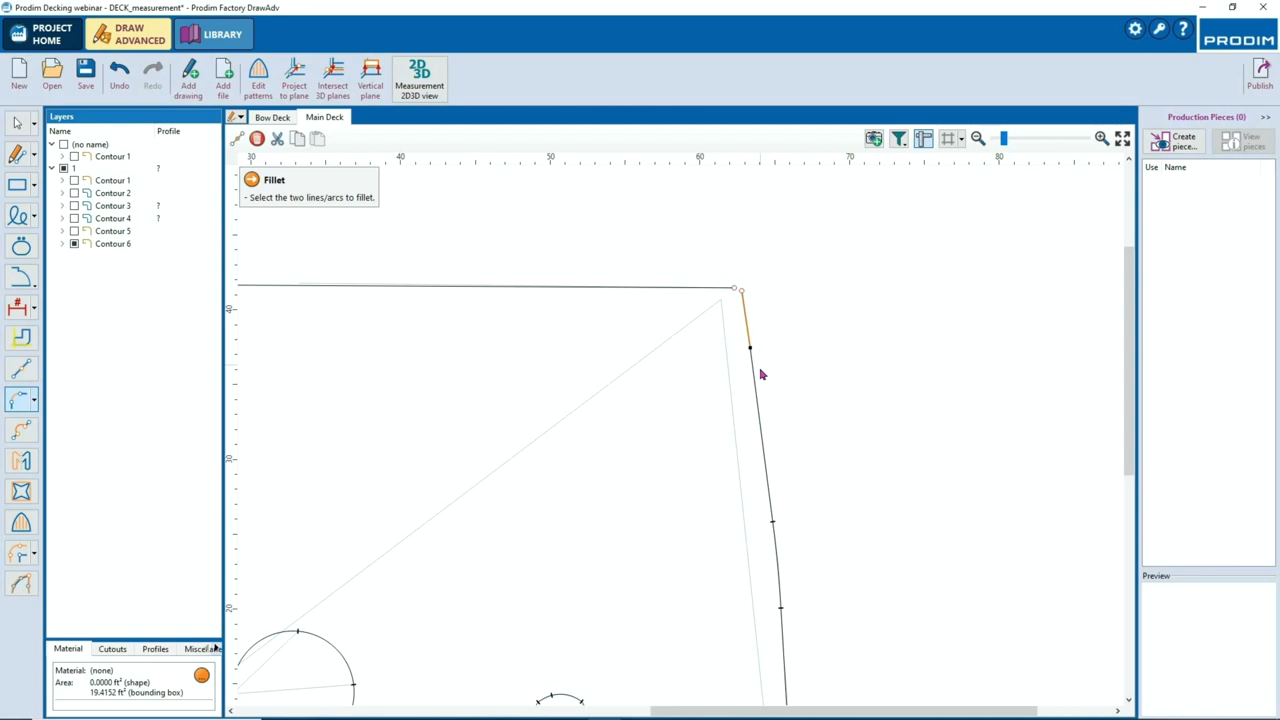 Prodim Decking webinar - DECK_measurement* - Prodim Factory DrawAdv
PROJECT HOME
DRAW ADVANCED
LIBRARY
PRODIM
New
Open
Save
Undo
Redo
Add drawing
Add file
Edit patterns
Project to plane
Intersect 3D planes
Vertical plane
2D 3D
Measurement 2D3D view
Publish
Layers
Name Profile
(no name)
Contour 1
1 ?
Contour 1
Contour 2
Contour 3 ?
Contour 4 ?
Contour 5
Contour 6
Bow Deck
Main Deck
30 40 50 60 70 80
Fillet
- Select the two lines/arcs to fillet.
40
30
20
Production Pieces (0) >>
Create piece...
View pieces
Use Name
Preview
Material
Cutouts
Profiles
Material: (none)
Area: 0.0000 ft² (shape)
19.4152 ft² (bounding box)